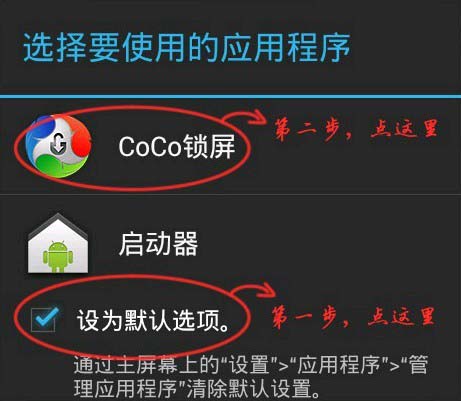 选择要使用的应用程序
CoCo锁屏
第二步，点这里
启动器
设为默认选项。
第一步，点这里
通过主屏幕上的“设置”>“应用程序”>“管
理应用程序”清除默认设置。